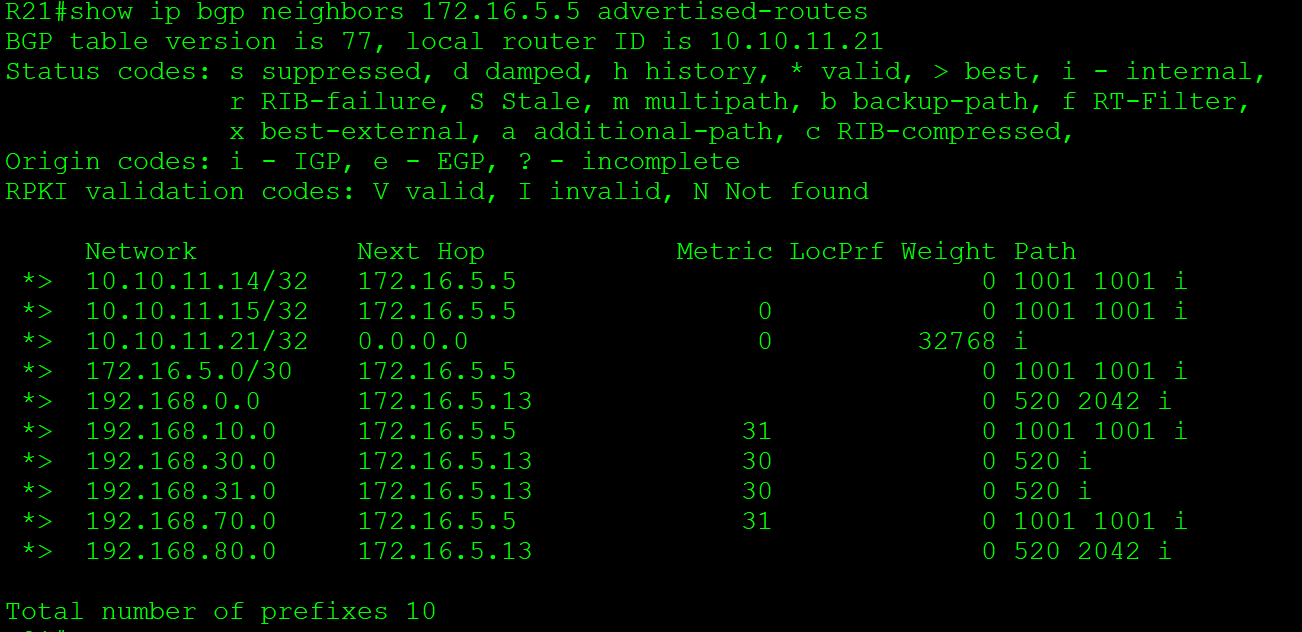 R21#show ip bgp neighbors 172.16.5.5 advertised-routes
BGP table version is 77, local router ID is 10.10.11.21
Status codes: s suppressed, d damped, h history, * valid, > best, i - internal,
              r RIB-failure, S Stale, m multipath, b backup-path, f RT-Filter,
              x best-external, a additional-path, c RIB-compressed,
Origin codes: i - IGP, e - EGP, ? - incomplete
RPKI validation codes: V valid, I invalid, N Not found

     Network          Next Hop            Metric LocPrf Weight Path
 *>  10.10.11.14/32   172.16.5.5                             0 1001 1001 i
 *>  10.10.11.15/32   172.16.5.5               0             0 1001 1001 i
 *>  10.10.11.21/32   0.0.0.0                  0         32768 i
 *>  172.16.5.0/30    172.16.5.5                             0 1001 1001 i
 *>  192.168.0.0      172.16.5.13                            0 520 2042 i
 *>  192.168.10.0     172.16.5.5              31             0 1001 1001 i
 *>  192.168.30.0     172.16.5.13             30             0 520 i
 *>  192.168.31.0     172.16.5.13             30             0 520 i
 *>  192.168.70.0     172.16.5.5              31             0 1001 1001 i
 *>  192.168.80.0     172.16.5.13                            0 520 2042 i

Total number of prefixes 10